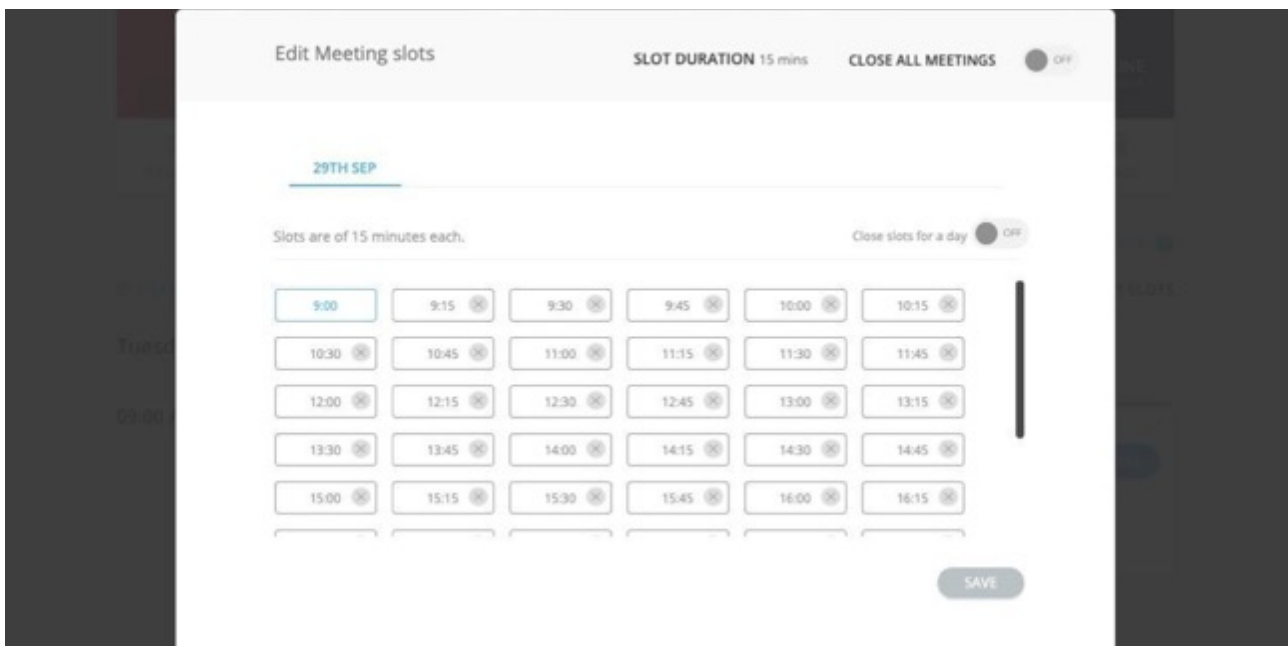 Edit Meeting slots
SLOT DURATION 15 mins
CLOSE ALL MEETINGS
OFF
29TH SEP
Slots are of 15 minutes each.
Close slots for a day
OFF
9:00 9:15 9:30 9:45 10:00 10:15
10:30 10:45 11:00 11:15 11:30 11:45
12:00 12:15 12:30 12:45 13:00 13:15
13:30 13:45 14:00 14:15 14:30 14:45
15:00 15:15 15:30 15:45 16:00 16:15
SAVE
Tuesd
09:00
SLOTS